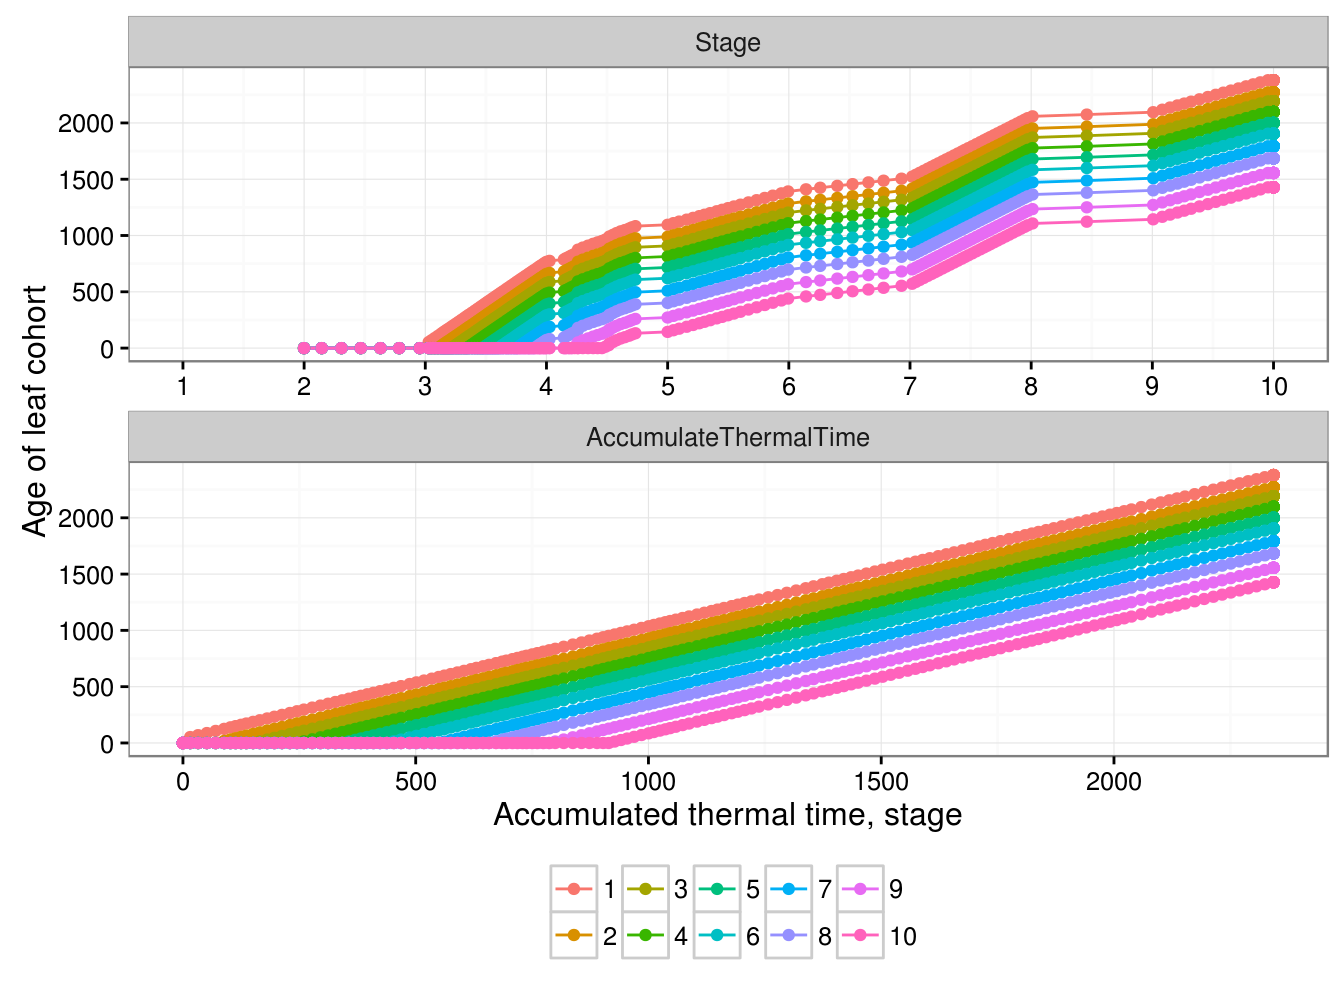 Stage
2000
1500
1000
500
0
1 2 3 4 5 6 7 8 9 10
Age of leaf cohort
AccumulateThermalTime
2000
1500
1000
500
0
0 500 1000 1500 2000
Accumulated thermal time, stage
1 3 5 7 9
2 4 6 8 10